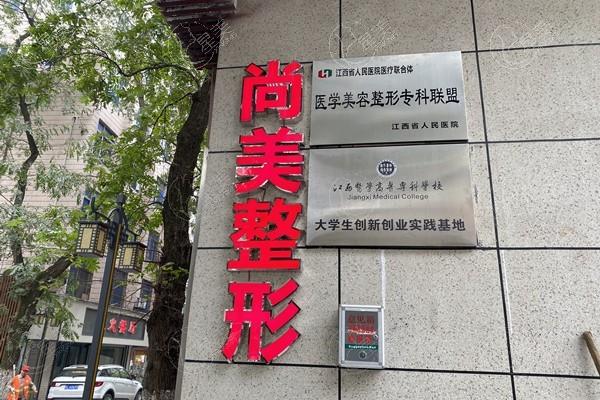 尚美整形
江西省人民医院医疗联合体
医学美容整形专科联盟
江西省人民医院
江西医学高等专科学校
Jiangxi Medical College
大学生创新创业实践基地
意见箱